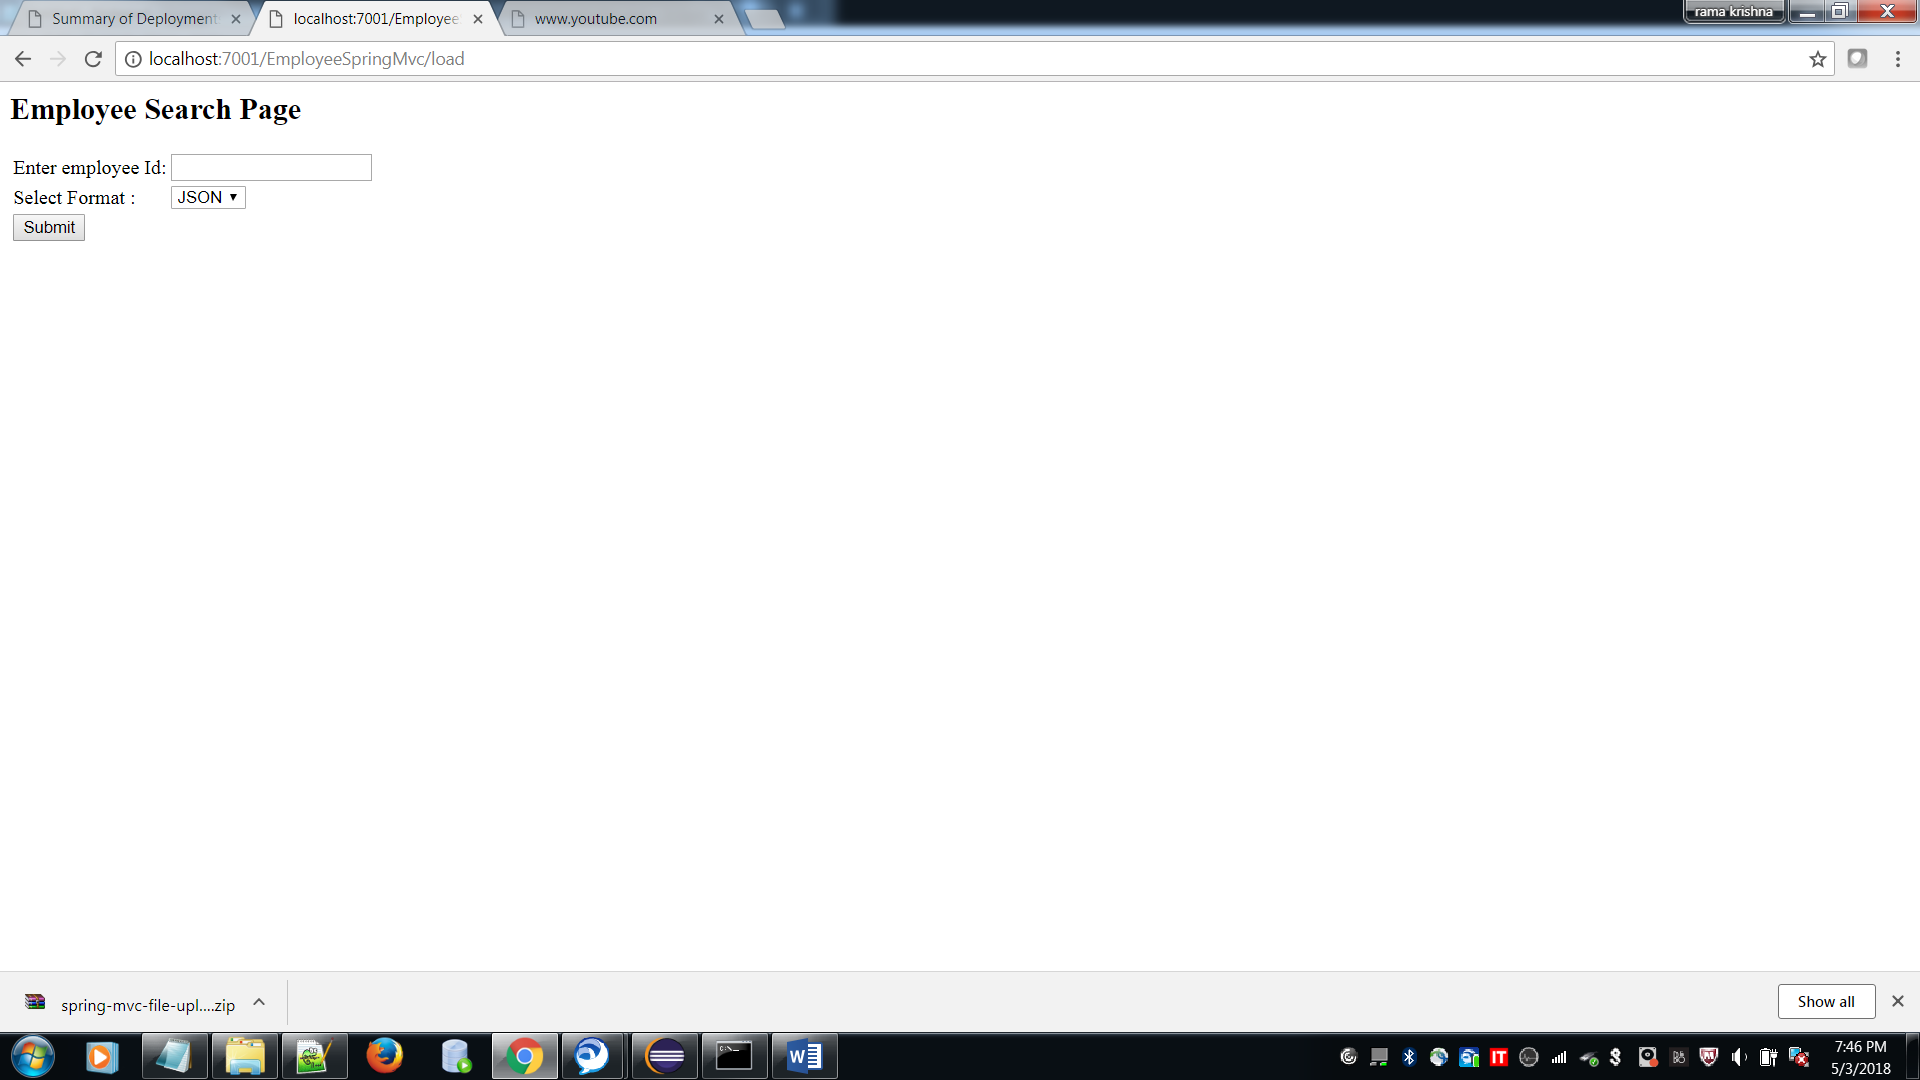 Summary of Deployment
localhost:7001/Employee
www.youtube.com
rama krishna
localhost:7001/EmployeeSpringMvc/load
Employee Search Page
Enter employee Id:
Select Format :
JSON
Submit
spring-mvc-file-upl....zip
Show all
7:46 PM
5/3/2018